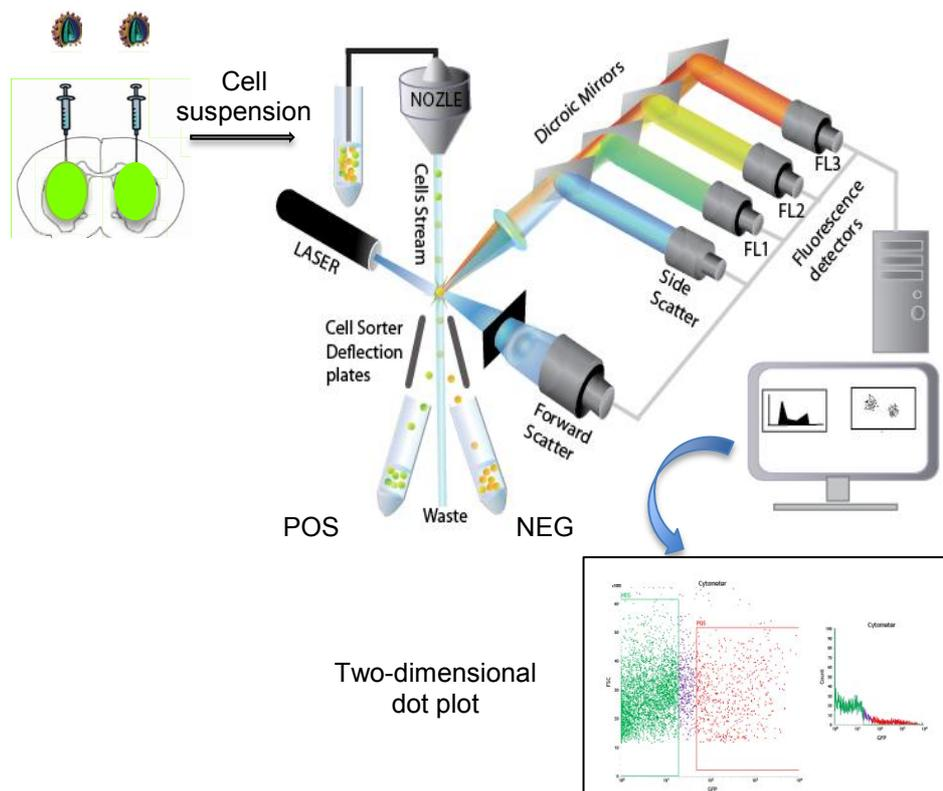 Cell
suspension
NOZLE
Cells Stream
LASER
Dicroic Mirrors
FL3
FL2
FL1
Fluorescence
detectors
Side
Scatter
Cell Sorter
Deflection
plates
Forward
Scatter
Waste
POS
NEG
Two-dimensional
dot plot
Cytometer
NEG
POS
FSC
GFP
Cytometer
Count
GFP